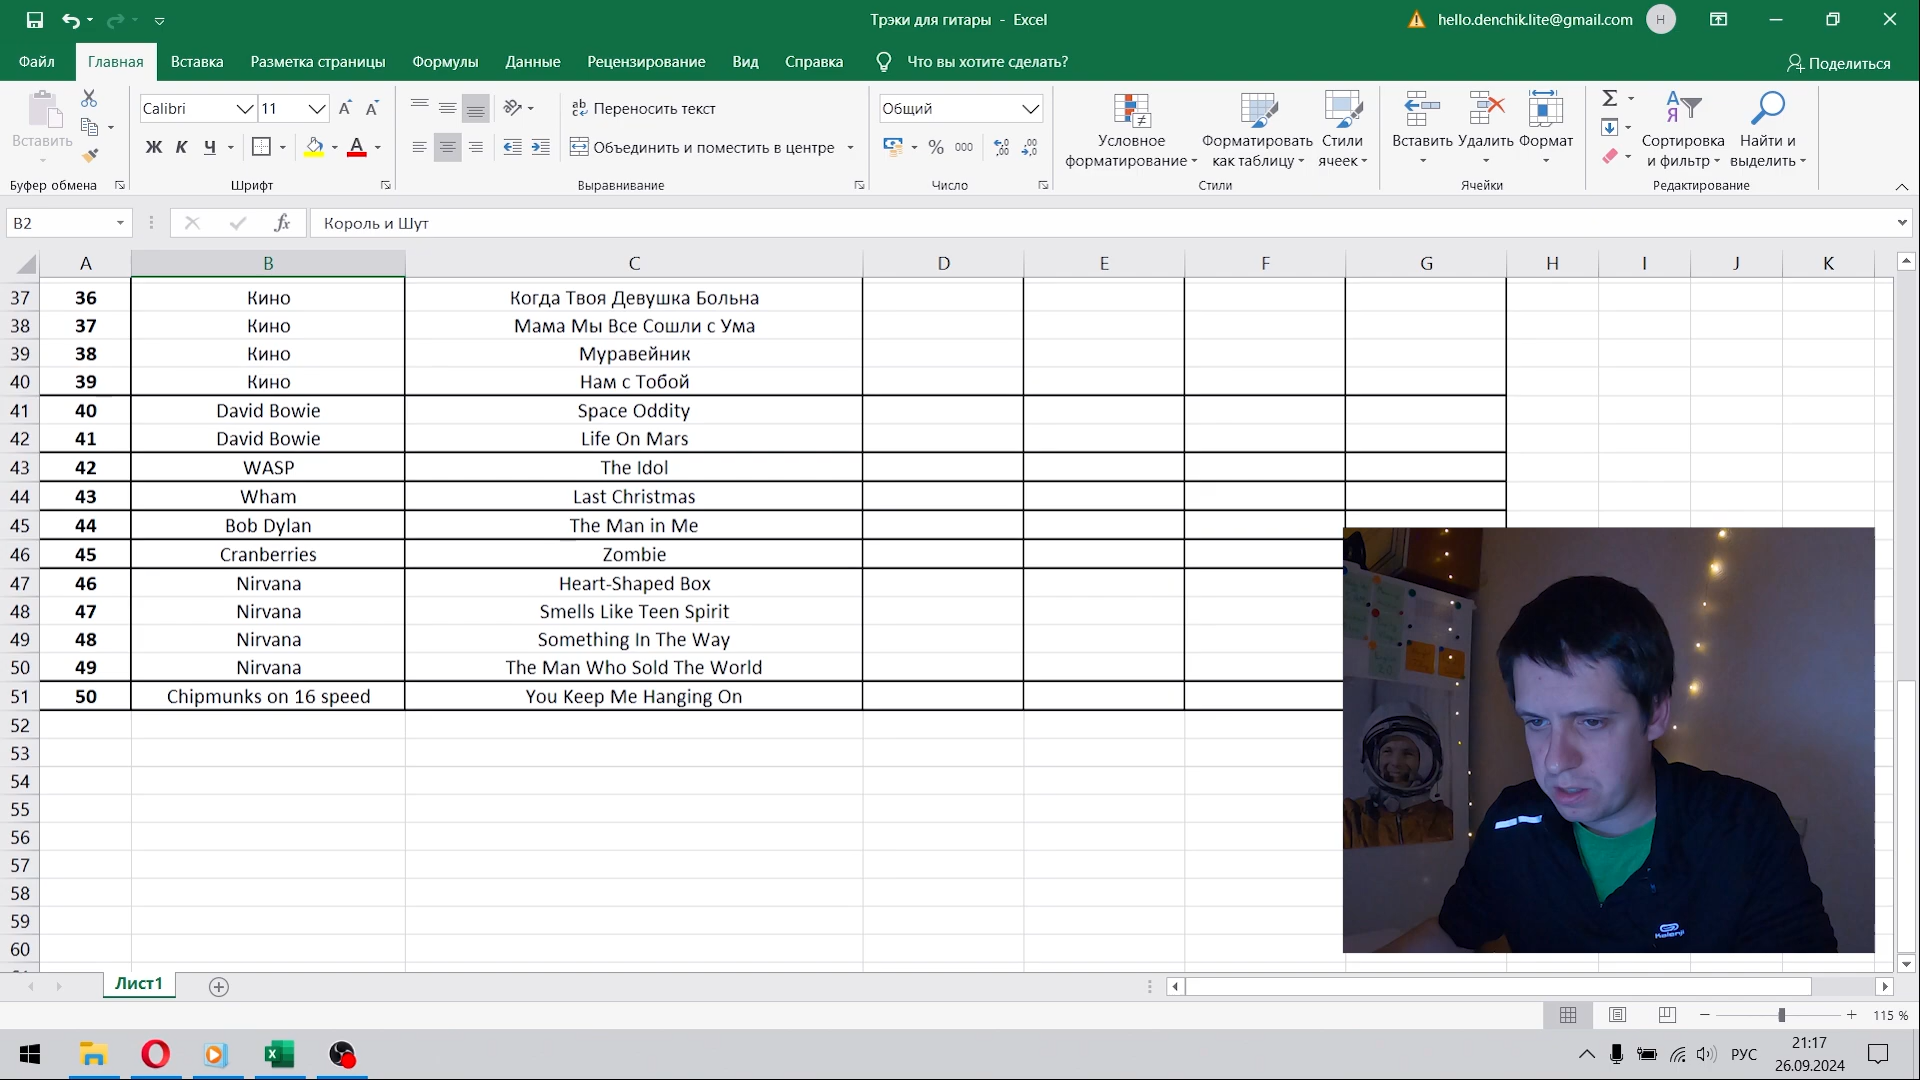 Трэки для гитары - Excel
hello.denchik.lite@gmail.com
H
Файл Главная Вставка Разметка страницы Формулы Данные Рецензирование Вид Справка Что вы хотите сделать? Поделиться
Вставить
Буфер обмена
Calibri 11
Ж К Ч
Шрифт
Переносить текст
Объединить и поместить в центре
Выравнивание
Общий
% 000
Число
Условное форматирование
Форматировать как таблицу
Стили ячеек
Стили
Вставить Удалить Формат
Ячейки
Сортировка и фильтр
Найти и выделить
Редактирование
B2 fx Король и Шут
A B C D E F G H I J K
37 36 Кино Когда Твоя Девушка Больна
38 37 Кино Мама Мы Все Сошли с Ума
39 38 Кино Муравейник
40 39 Кино Нам с Тобой
41 40 David Bowie Space Oddity
42 41 David Bowie Life On Mars
43 42 WASP The Idol
44 43 Wham Last Christmas
45 44 Bob Dylan The Man in Me
46 45 Cranberries Zombie
47 46 Nirvana Heart-Shaped Box
48 47 Nirvana Smells Like Teen Spirit
49 48 Nirvana Something In The Way
50 49 Nirvana The Man Who Sold The World
51 50 Chipmunks on 16 speed You Keep Me Hanging On
52
53
54
55
56
57
58
59
60
Лист1
115 %
РУС
21:17
26.09.2024